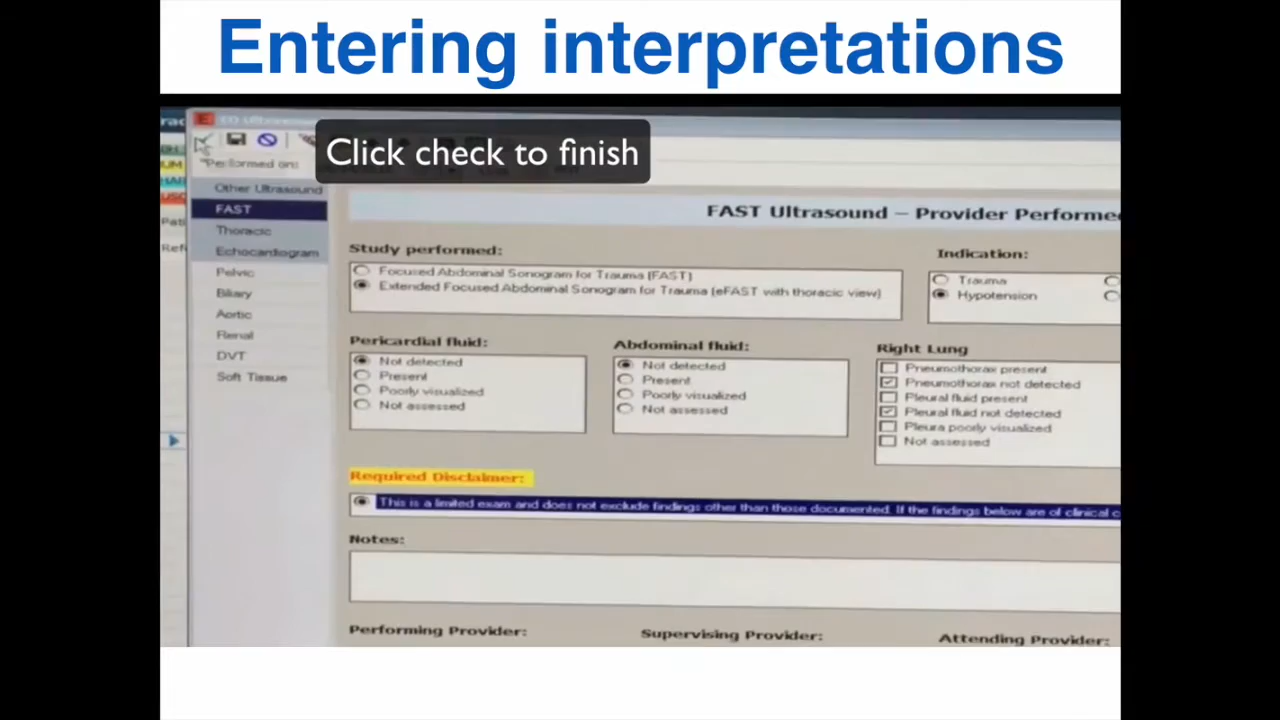 Entering interpretations
Click check to finish
*Performed on:
Other Ultrasound
FAST
Thoracic
Echocardiogram
Pelvic
Biliary
Aortic
Renal
DVT
Soft Tissue
FAST Ultrasound – Provider Performed
Study performed:
Focused Abdominal Sonogram for Trauma (FAST)
Extended Focused Abdominal Sonogram for Trauma (eFAST with thoracic view)
Indication:
Trauma
Hypotension
Pericardial fluid:
Not detected
Present
Poorly visualized
Not assessed
Abdominal fluid:
Not detected
Present
Poorly visualized
Not assessed
Right Lung
Pneumothorax present
Pneumothorax not detected
Pleural fluid present
Pleural fluid not detected
Pleura poorly visualized
Not assessed
Required Disclaimer:
This is a limited exam and does not exclude findings other than those documented. If the findings below are of clinical c
Notes:
Performing Provider:
Supervising Provider:
Attending Provider: